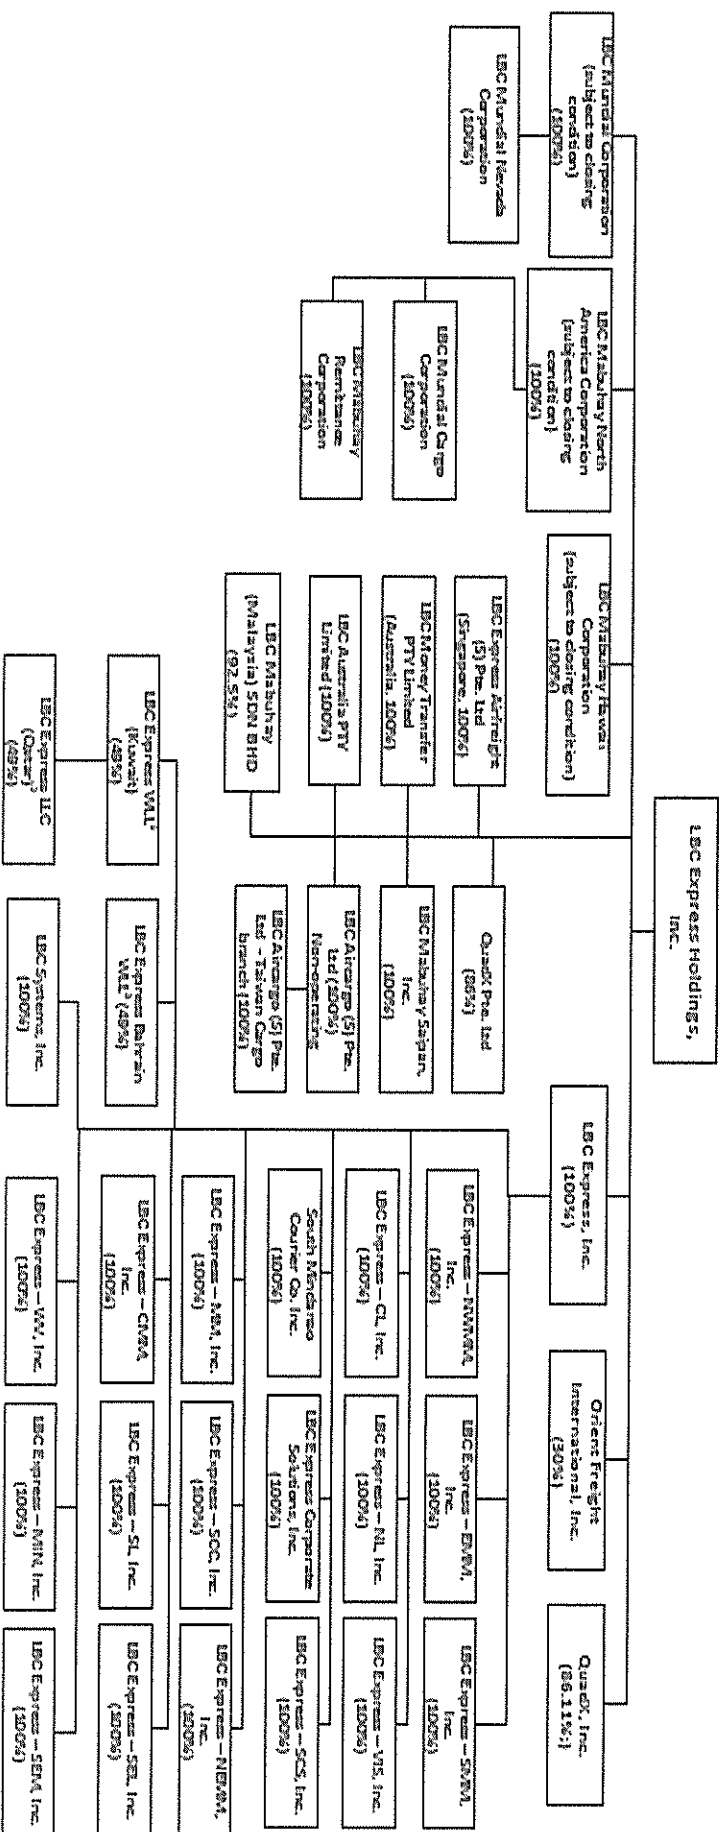 LBC Express Holdings,
Inc.
LBC Mundial Corporation
(subject to closing
condition)
(100%)
LBC Mundial Nevada
Corporation
(100%)
LBC Mabuhay North
America Corporation
(subject to closing
condition)
(100%)
LBC Mundial Cargo
Corporation
(100%)
LBC Mabuhay
Remittance
Corporation
(100%)
LBC Mabuhay Hawaii
Corporation
(subject to closing condition)
(100%)
LBC Express Airfreight
(S) Pte. Ltd
(Singapore, 100%)
LBC Money Transfer
PTY Limited
(Australia, 100%)
LBC Australia PTY
Limited (100%)
LBC Mabuhay
(Malaysia) SDN BHD
(92.5%)
QuadX Pte. Ltd
(86%)
LBC Mabuhay Saipan,
Inc.
(100%)
LBC Aircargo (S) Pte.
Ltd (100%)
Non-operating
LBC Aircargo (S) Pte.
Ltd – Taiwan Cargo
branch (100%)
LBC Express, Inc.
(100%)
Orient Freight
International, Inc.
(30%)
QuadX, Inc.
(86.11%;)
LBC Express – NWMM,
Inc.
(100%)
LBC Express – EMM,
Inc.
(100%)
LBC Express – SMM,
Inc.
(100%)
LBC Express – CL, Inc.
(100%)
LBC Express – NL, Inc.
(100%)
LBC Express – VIS, Inc.
(100%)
South Mindanao
Courier Co. Inc.
(100%)
LBC Express Corporate
Solutions, Inc.
(100%)
LBC Express – SCS, Inc.
(100%)
LBC Express – MM, Inc.
(100%)
LBC Express – SCC, Inc.
(100%)
LBC Express – NEMM,
Inc.
(100%)
LBC Express WLL
(Kuwait)
(49%)
LBC Express Bahrain
WLL (49%)
LBC Express – CMM,
Inc.
(100%)
LBC Express – SL, Inc.
(100%)
LBC Express – SEL, Inc.
(100%)
LBC Express LLC
(Qatar)
(49%)
LBC Systems, Inc.
(100%)
LBC Express – WV, Inc.
(100%)
LBC Express – MIN, Inc.
(100%)
LBC Express – SEM, Inc.
(100%)